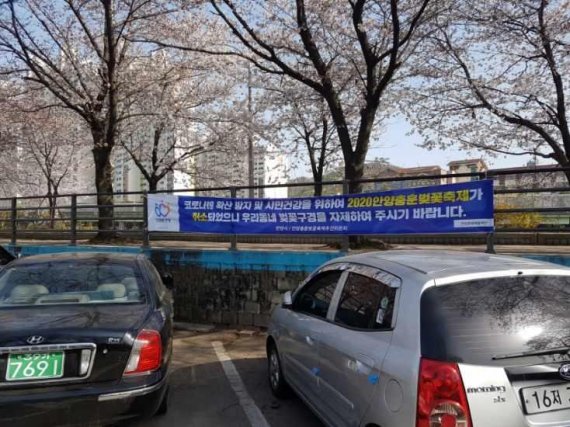 코로나19 확산 방지 및 시민건강을 위하여 2020안양충훈벚꽃축제가
취소되었으니 우리동네 벚꽃구경을 자제하여 주시기 바랍니다.
7691
morning
16저